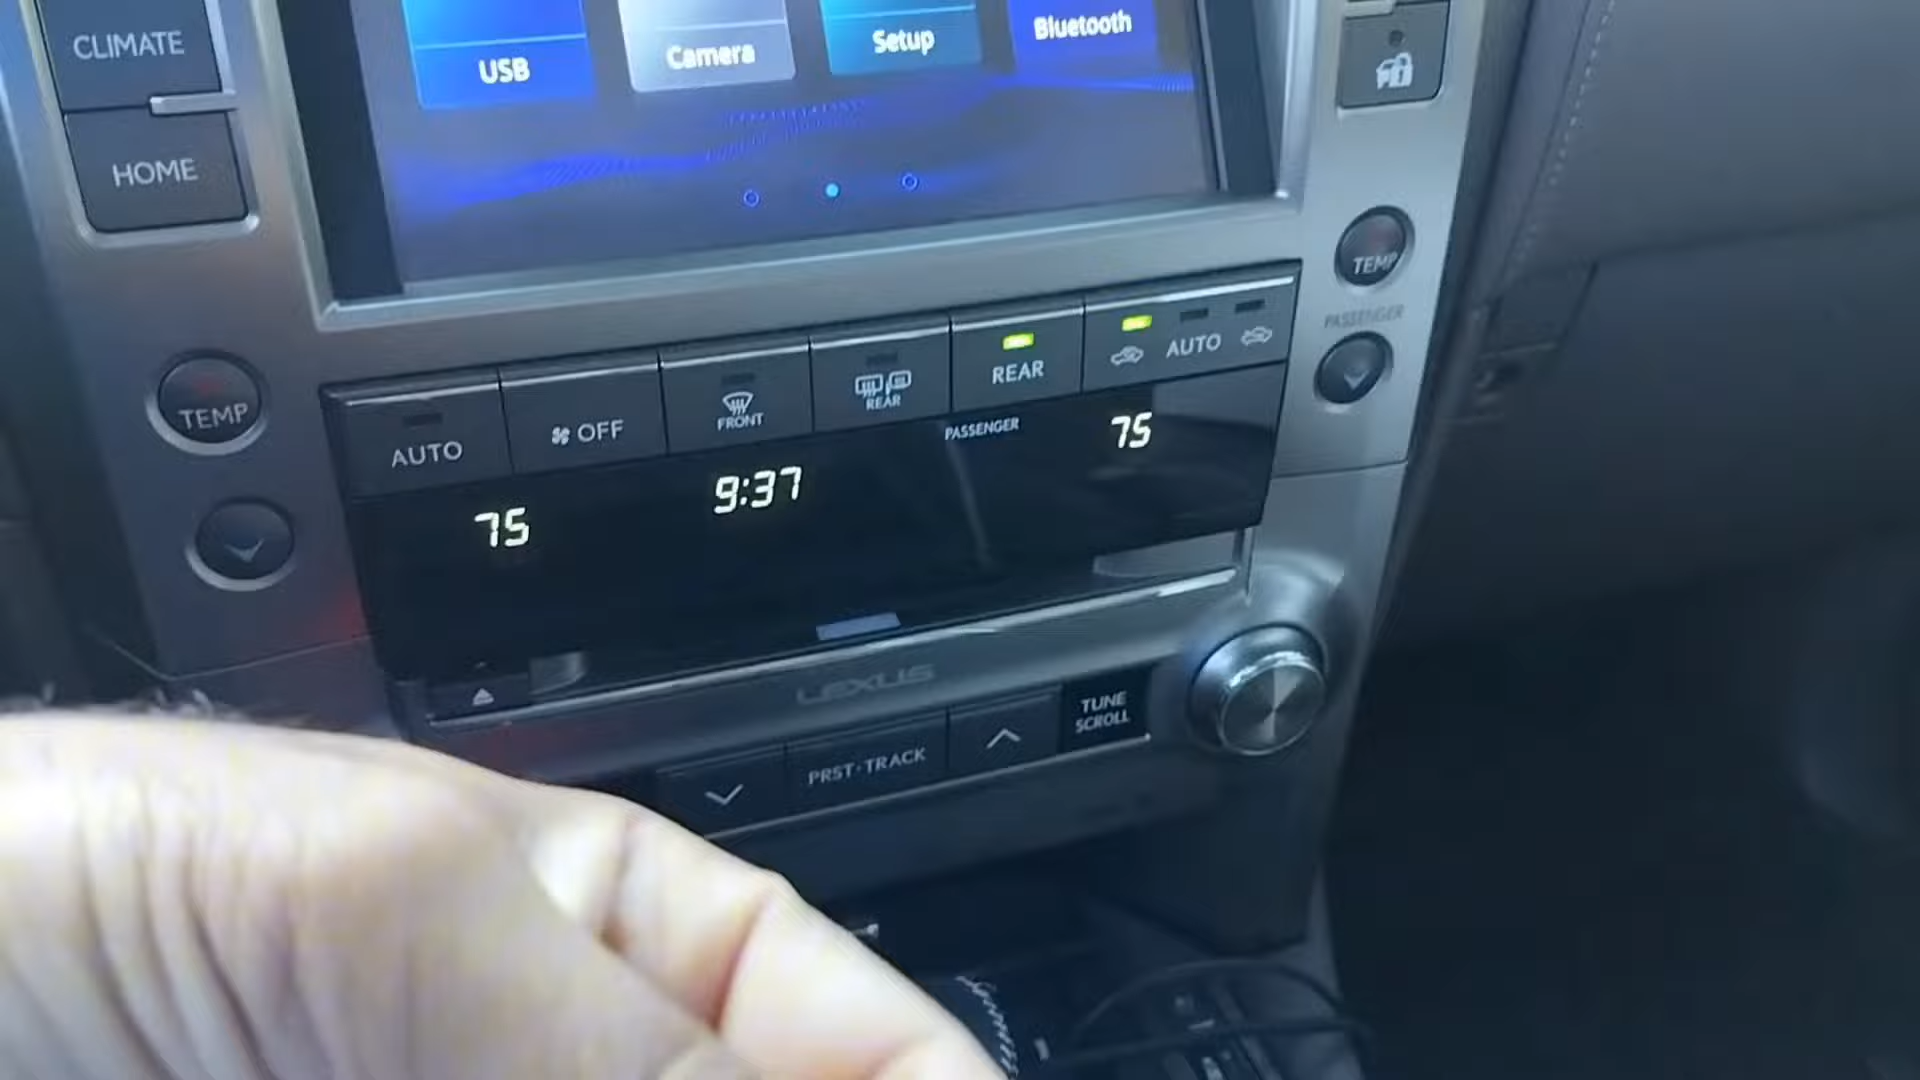 CLIMATE
HOME
USB
Camera
Setup
Bluetooth
TEMP
PASSENGER
TEMP
AUTO
OFF
FRONT
REAR
REAR
AUTO
75
9:37
PASSENGER
75
LEXUS
PRST·TRACK
TUNE
SCROLL